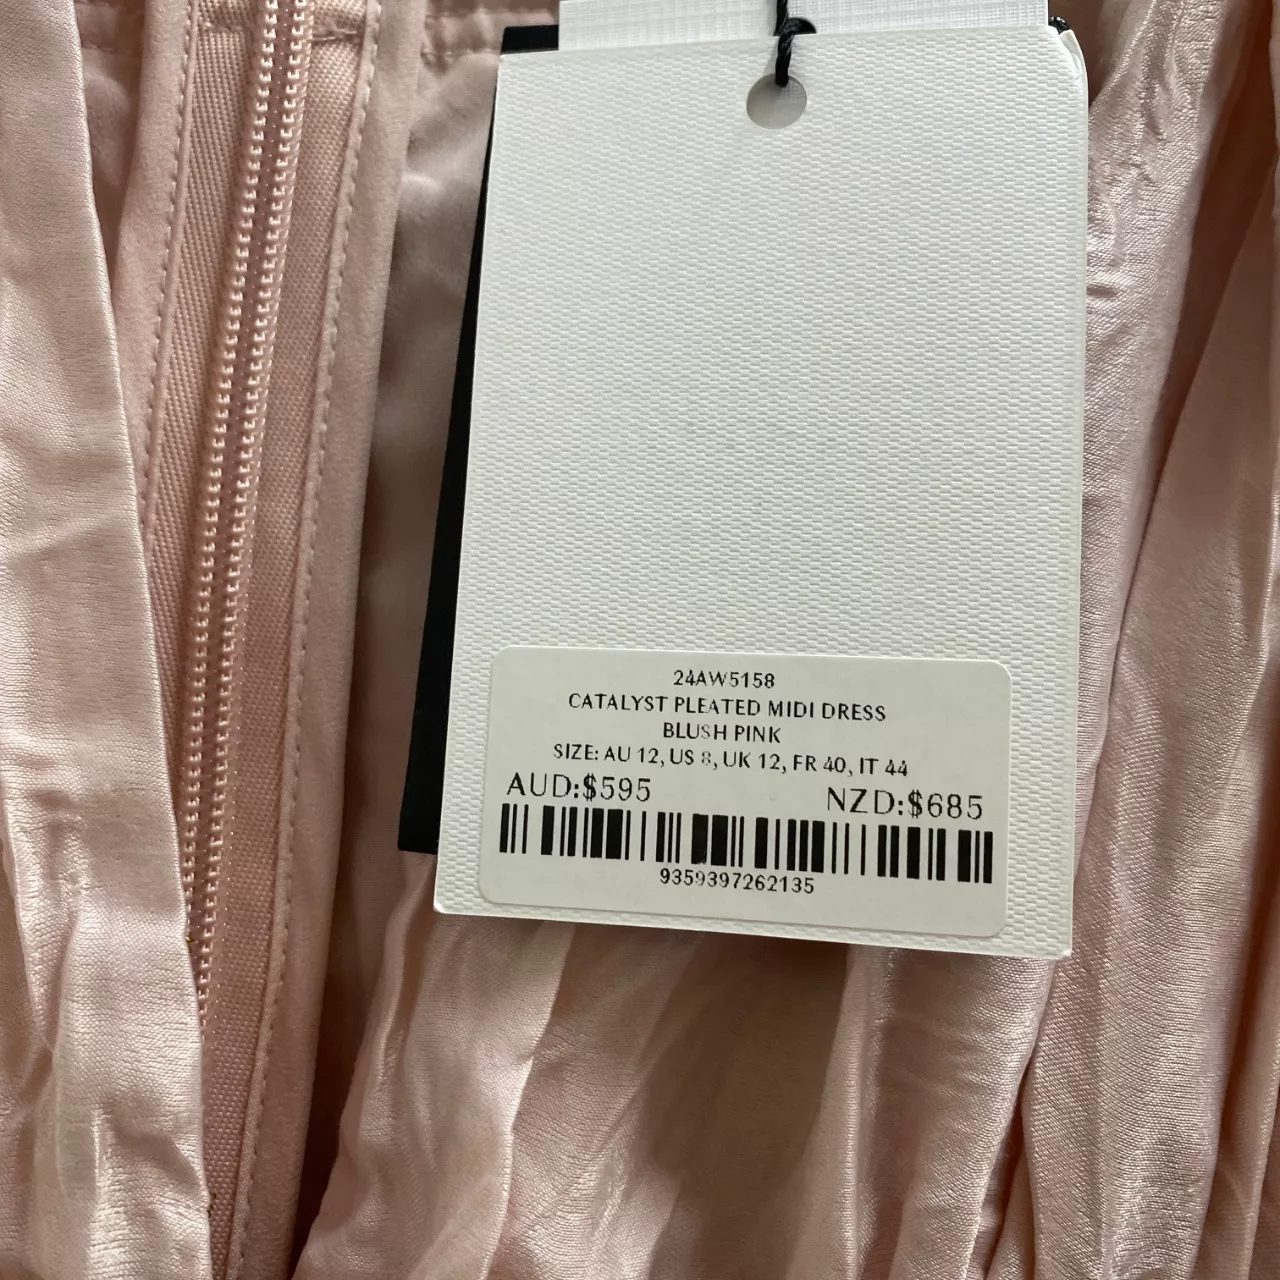 24AW5158
CATALYST PLEATED MIDI DRESS
BLUSH PINK
SIZE: AU 12, US 8, UK 12, FR 40, IT 44
AUD:$595 NZD:$685
9359397262135